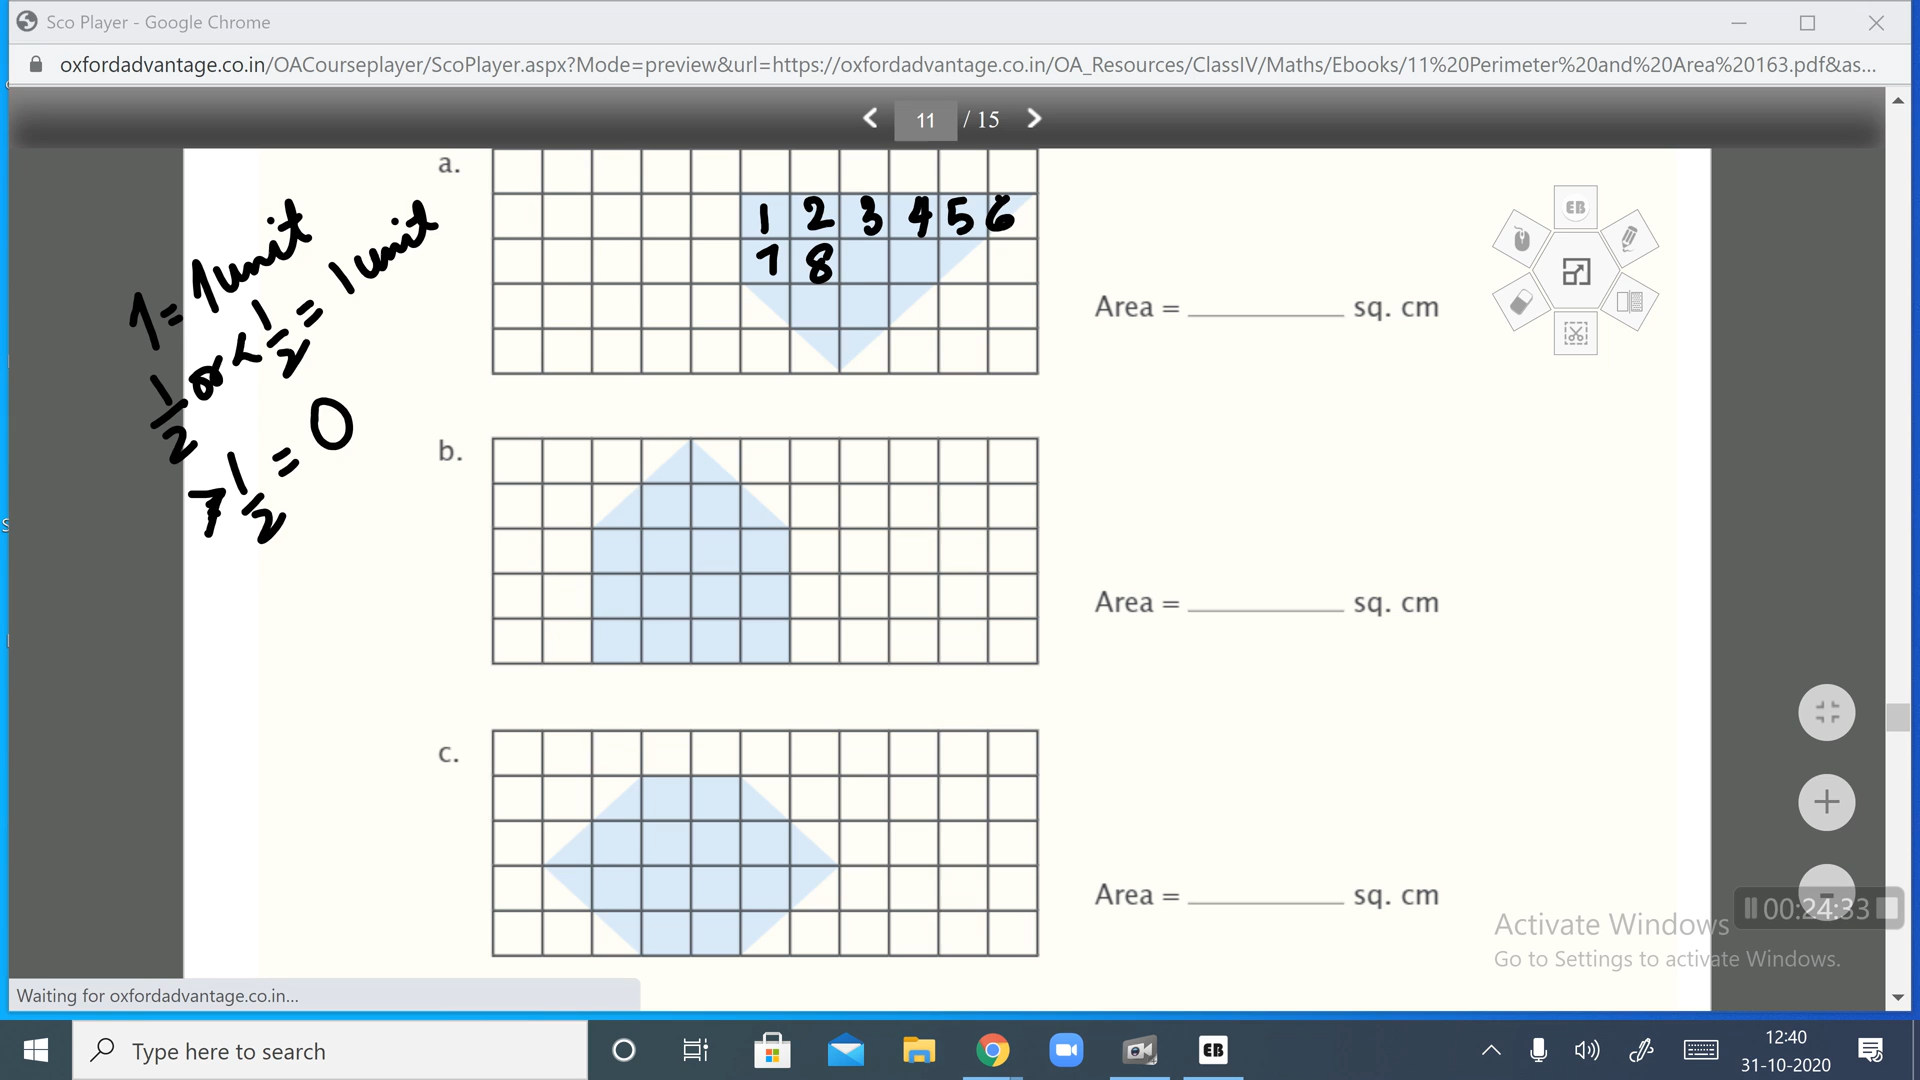 Sco Player - Google Chrome
oxfordadvantage.co.in/OACourseplayer/ScoPlayer.aspx?Mode=preview&url=https://oxfordadvantage.co.in/OA_Resources/ClassIV/Maths/Ebooks/11%20Perimeter%20and%20Area%20163.pdf&as...
11 / 15
a.
1 2 3 4 5 6
7 8
1 = 1 unit
1/2 or < 1/2 = 1 unit
7 1/2 = 0
Area = __________ sq. cm
EB
b.
Area = __________ sq. cm
c.
Area = __________ sq. cm
00:24:33
Activate Windows
Go to Settings to activate Windows.
Waiting for oxfordadvantage.co.in...
Type here to search
EB
12:40
31-10-2020